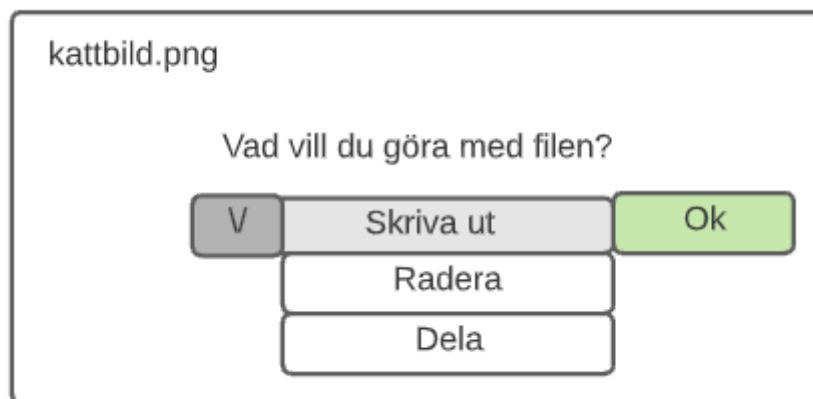 kattbild.png
Vad vill du göra med filen?
V Skriva ut Ok
Radera
Dela